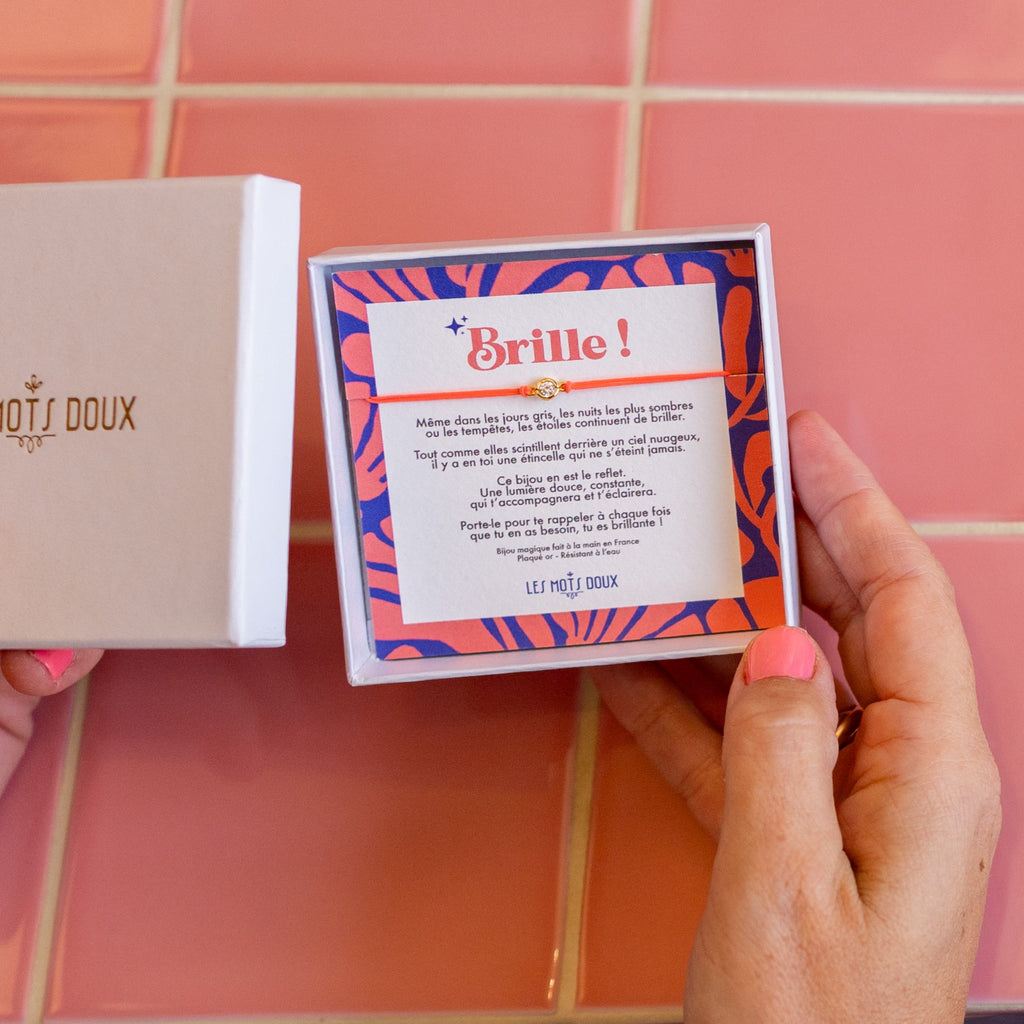 MOTS DOUX
Brille !
Même dans les jours gris, les nuits les plus sombres
ou les tempêtes, les étoiles continuent de briller.
Tout comme elles scintillent derrière un ciel nuageux,
il y a en toi une étincelle qui ne s'éteint jamais.
Ce bijou en est le reflet.
Une lumière douce, constante,
qui t'accompagnera et t'éclairera.
Porte-le pour te rappeler à chaque fois
que tu en as besoin, tu es brillante !
Bijou magique fait à la main en France
Plaqué or - Résistant à l'eau
LES MOTS DOUX